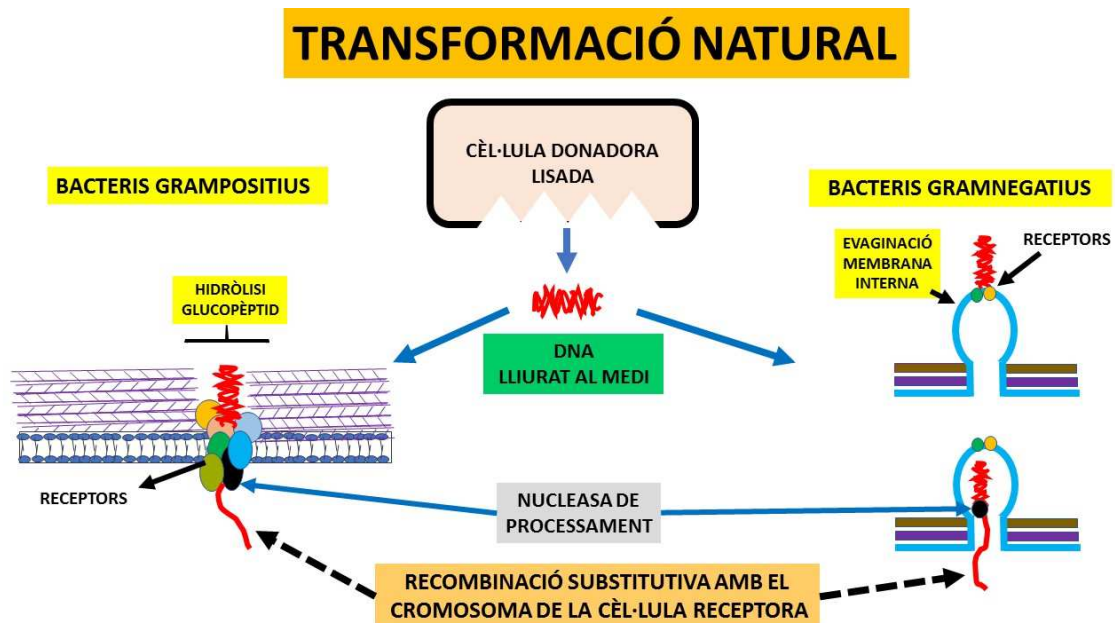 TRANSFORMACIÓ NATURAL
CÈL·LULA DONADORA
LISADA
BACTERIS GRAMPOSITIUS
BACTERIS GRAMNEGATIUS
EVAGINACIÓ
MEMBRANA
INTERNA
RECEPTORS
HIDRÒLISI
GLUCOPÈPTID
DNA
LLIURAT AL MEDI
RECEPTORS
NUCLEASA DE
PROCESSAMENT
RECOMBINACIÓ SUBSTITUTIVA AMB EL
CROMOSOMA DE LA CÈL·LULA RECEPTORA